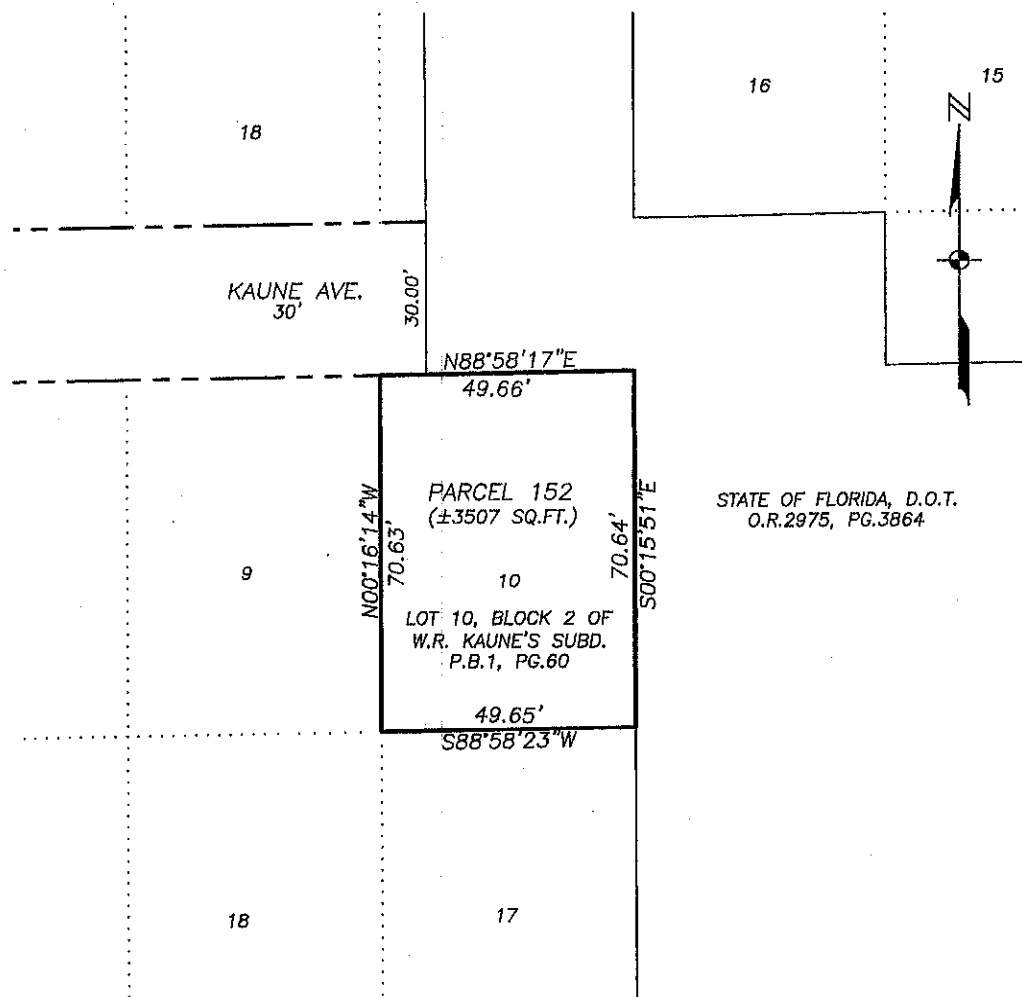 15
16
N
18
KAUNE AVE.
30'
30.00'
N88°58'17"E
49.66'
PARCEL 152
(±3507 SQ.FT.)
N00°16'14"W
70.63'
70.64'
S00°15'51"E
STATE OF FLORIDA, D.O.T.
O.R.2975, PG.3864
9
10
LOT 10, BLOCK 2 OF
W.R. KAUNE'S SUBD.
P.B.1, PG.60
49.65'
S88°58'23"W
18
17